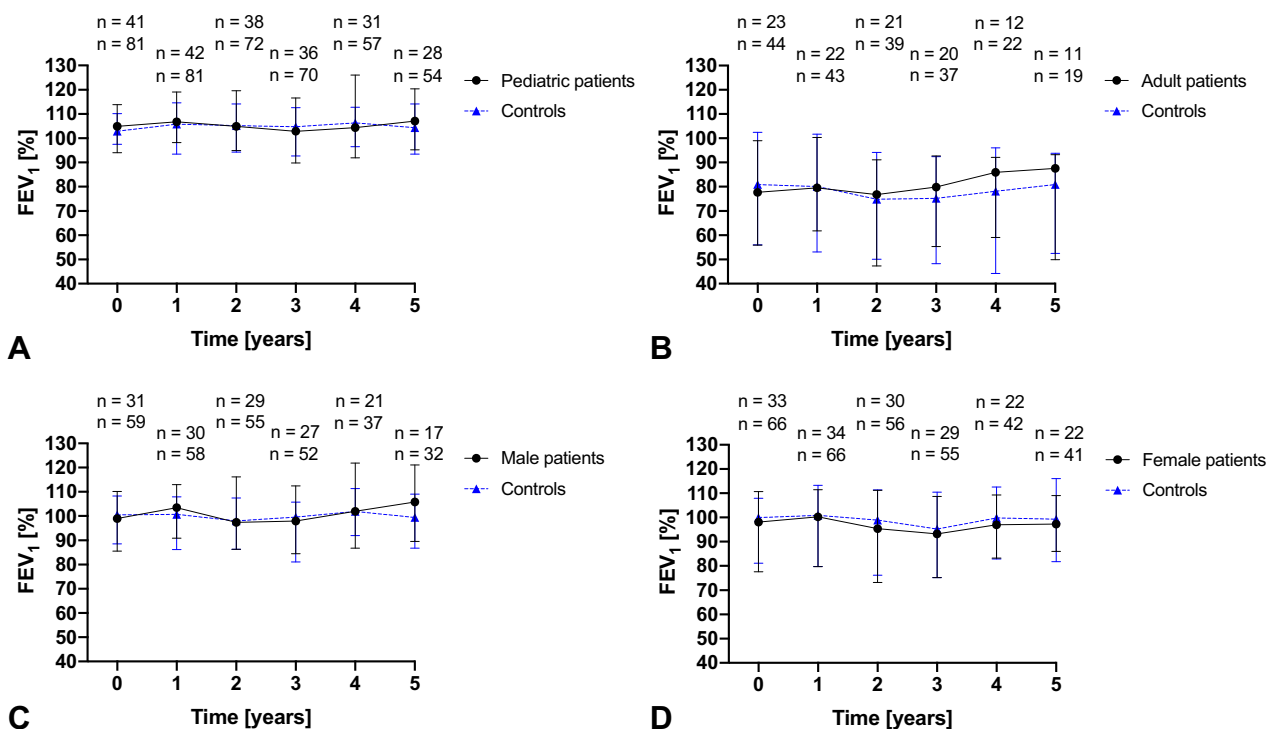 n = 41 n = 38 n = 31
n = 81 n = 72 n = 57
n = 42 n = 36 n = 28
n = 81 n = 70 n = 54
130
120
110
100
90
80
70
60
50
40
FEV1 [%]
0 1 2 3 4 5
Time [years]
Pediatric patients
Controls
A
n = 23 n = 21 n = 12
n = 44 n = 39 n = 22
n = 22 n = 20 n = 11
n = 43 n = 37 n = 19
130
120
110
100
90
80
70
60
50
40
FEV1 [%]
0 1 2 3 4 5
Time [years]
Adult patients
Controls
B
n = 31 n = 29 n = 21
n = 59 n = 55 n = 37
n = 30 n = 27 n = 17
n = 58 n = 52 n = 32
130
120
110
100
90
80
70
60
50
40
FEV1 [%]
0 1 2 3 4 5
Time [years]
Male patients
Controls
C
n = 33 n = 30 n = 22
n = 66 n = 56 n = 42
n = 34 n = 29 n = 22
n = 66 n = 55 n = 41
130
120
110
100
90
80
70
60
50
40
FEV1 [%]
0 1 2 3 4 5
Time [years]
Female patients
Controls
D